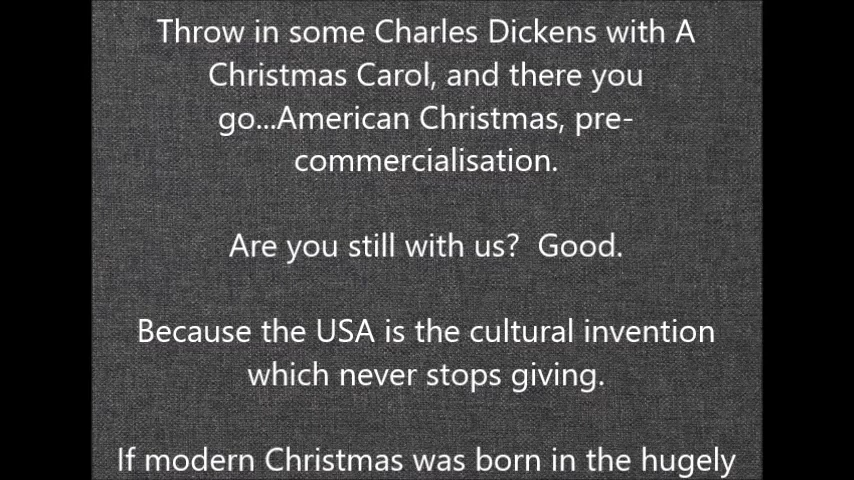 Throw in some Charles Dickens with A
Christmas Carol, and there you
go...American Christmas, pre-
commercialisation.
Are you still with us?  Good.
Because the USA is the cultural invention
which never stops giving.
If modern Christmas was born in the hugely